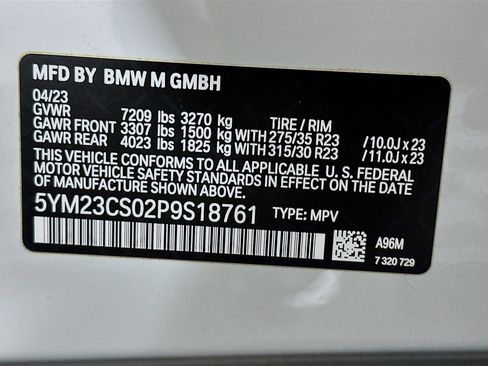 MFD BY BMW M GMBH
04/23
GVWR 7209 lbs 3270 kg TIRE / RIM
GAWR FRONT 3307 lbs 1500 kg WITH 275/35 R23 /10.0J x 23
GAWR REAR 4023 lbs 1825 kg WITH 315/30 R23 /11.0J x 23
THIS VEHICLE CONFORMS TO ALL APPLICABLE U. S. FEDERAL
MOTOR VEHICLE SAFETY STANDARDS IN EFFECT ON THE DATE OF
MANUFACTURE SHOWN ABOVE.
5YM23CS02P9S18761 TYPE: MPV
A96M
7 320 729